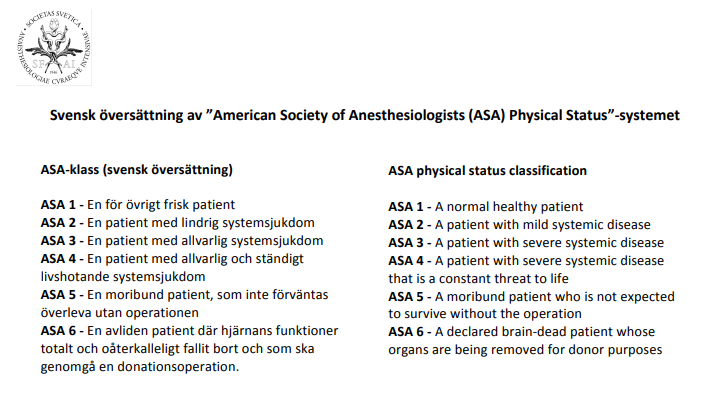 SOCIETAS SVETICA
ANAESTHESIOLOGIAE CVRAEQVE INTENSIVAE
SFAI
Svensk översättning av ”American Society of Anesthesiologists (ASA) Physical Status”-systemet
ASA-klass (svensk översättning)
ASA 1 - En för övrigt frisk patient
ASA 2 - En patient med lindrig systemsjukdom
ASA 3 - En patient med allvarlig systemsjukdom
ASA 4 - En patient med allvarlig och ständigt
livshotande systemsjukdom
ASA 5 - En moribund patient, som inte förväntas
överleva utan operationen
ASA 6 - En avliden patient där hjärnans funktioner
totalt och oåterkalleligt fallit bort och som ska
genomgå en donationsoperation.
ASA physical status classification
ASA 1 - A normal healthy patient
ASA 2 - A patient with mild systemic disease
ASA 3 - A patient with severe systemic disease
ASA 4 - A patient with severe systemic disease
that is a constant threat to life
ASA 5 - A moribund patient who is not expected
to survive without the operation
ASA 6 - A declared brain-dead patient whose
organs are being removed for donor purposes